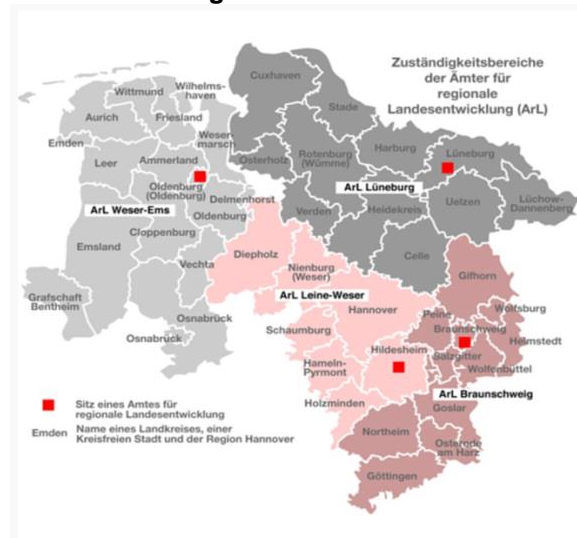 Zuständigkeitsbereiche
der Ämter für
regionale
Landesentwicklung (ArL)
Cuxhaven
Wittmund
Wilhelms-
haven
Stade
Aurich
Friesland
Emden
Weser-
marsch
Harburg
Lüneburg
Leer
Ammerland
Osterholz
Rotenburg
(Wümme)
Oldenburg
(Oldenburg)
ArL Lüneburg
Delmenhorst
Uelzen
Lüchow-
Dannenberg
ArL Weser-Ems
Oldenburg
Verden
Heidekreis
Cloppenburg
Emsland
Diepholz
Celle
Vechta
Nienburg
(Weser)
Gifhorn
Grafschaft
Bentheim
ArL Leine-Weser
Hannover
Peine
Wolfsburg
Osnabrück
Schaumburg
Braunschweig
Osnabrück
Helmstedt
Hildesheim
Salzgitter
Hameln-
Pyrmont
Wolfenbüttel
ArL Braunschweig
Holzminden
Goslar
Sitz eines Amtes für
regionale Landesentwicklung
Northeim
Emden Name eines Landkreises, einer
Kreisfreien Stadt und der Region Hannover
Osterode
am Harz
Göttingen